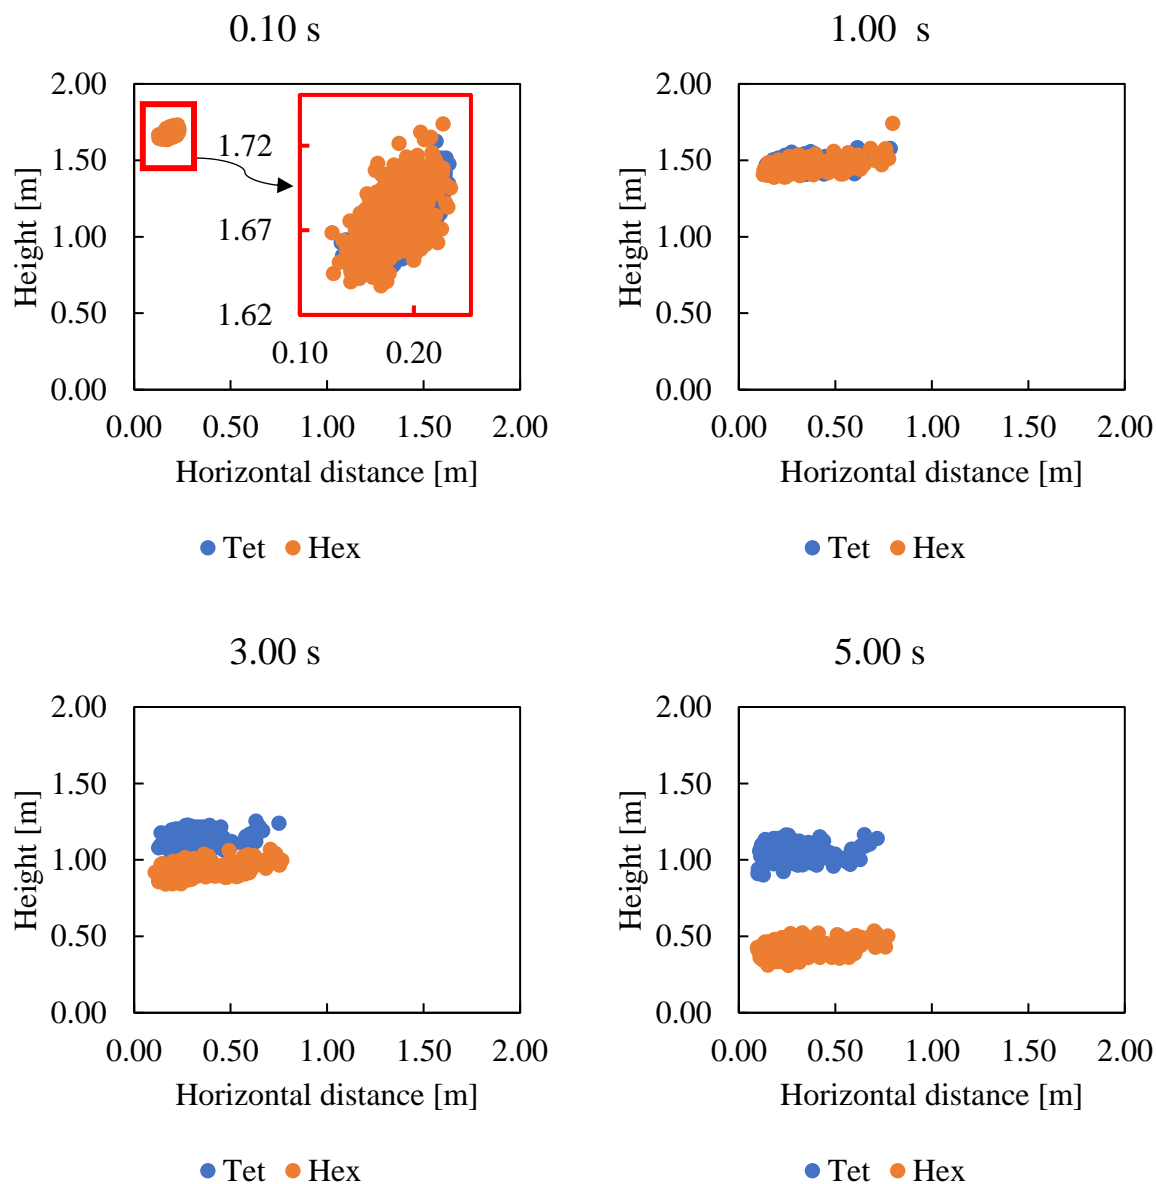 0.10 s
2.00
1.50
1.00
0.50
0.00
Height [m]
1.72
1.67
1.62
0.10 0.20
0.00 0.50 1.00 1.50 2.00
Horizontal distance [m]
Tet Hex
1.00 s
2.00
1.50
1.00
0.50
0.00
Height [m]
0.00 0.50 1.00 1.50 2.00
Horizontal distance [m]
Tet Hex
3.00 s
2.00
1.50
1.00
0.50
0.00
Height [m]
0.00 0.50 1.00 1.50 2.00
Horizontal distance [m]
Tet Hex
5.00 s
2.00
1.50
1.00
0.50
0.00
Height [m]
0.00 0.50 1.00 1.50 2.00
Horizontal distance [m]
Tet Hex